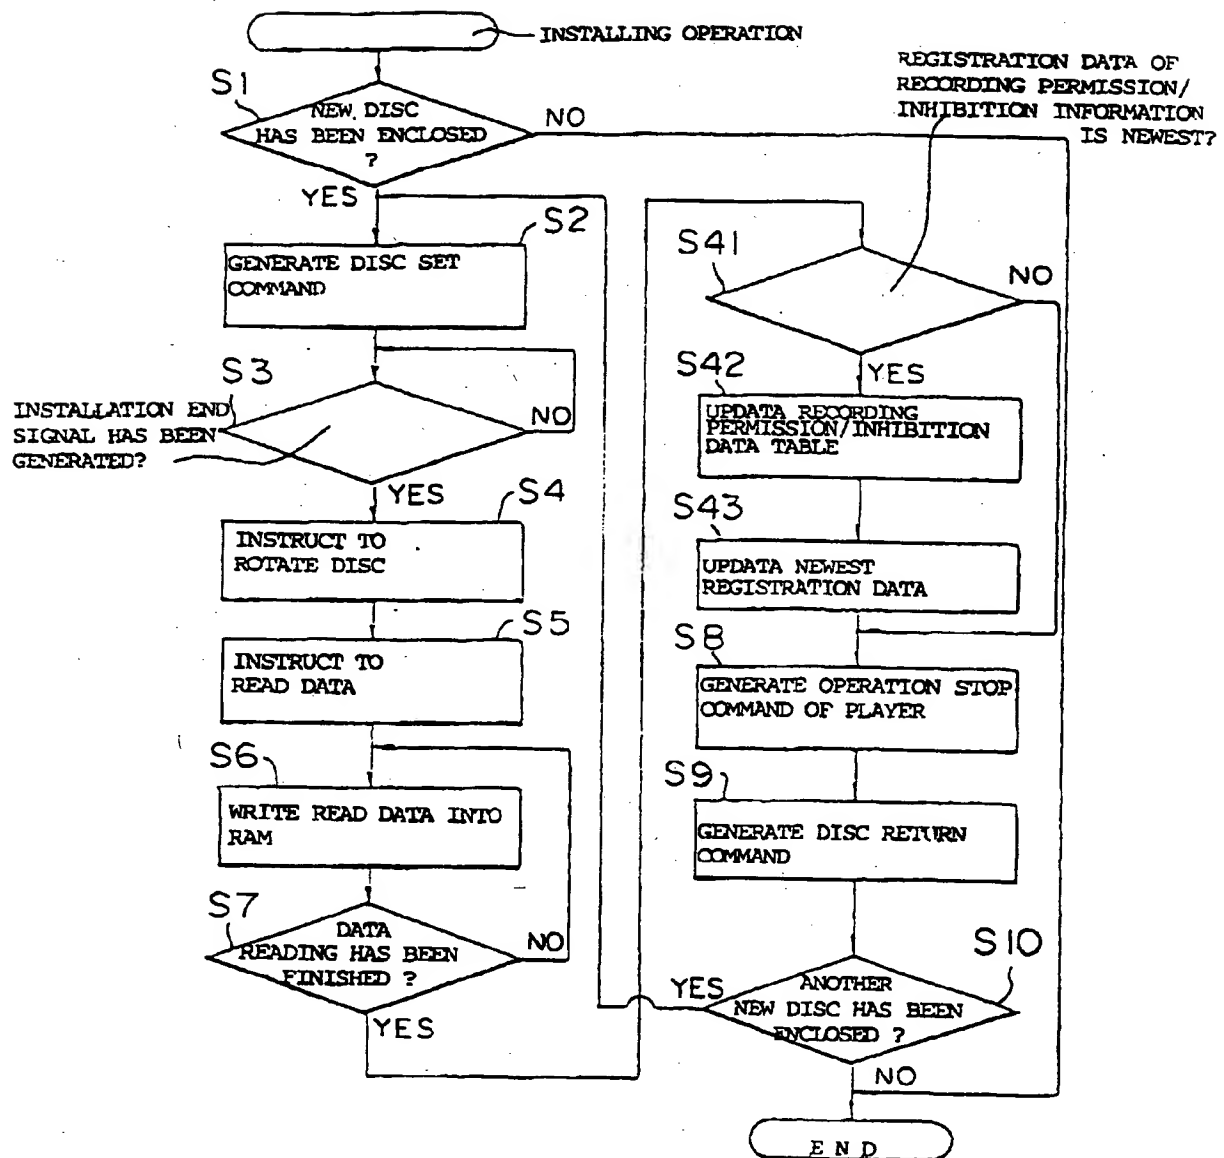 INSTALLING OPERATION
S1
NEW DISC
HAS BEEN ENCLOSED
?
NO
YES
S2
GENERATE DISC SET
COMMAND
S3
INSTALLATION END
SIGNAL HAS BEEN
GENERATED?
NO
YES
S4
INSTRUCT TO
ROTATE DISC
S5
INSTRUCT TO
READ DATA
S6
WRITE READ DATA INTO
RAM
S7
DATA
READING HAS BEEN
FINISHED ?
NO
YES
REGISTRATION DATA OF
RECORDING PERMISSION/
INHIBITION INFORMATION
IS NEWEST?
S41
NO
YES
S42
UPDATA RECORDING
PERMISSION/INHIBITION
DATA TABLE
S43
UPDATA NEWEST
REGISTRATION DATA
S8
GENERATE OPERATION STOP
COMMAND OF PLAYER
S9
GENERATE DISC RETURN
COMMAND
S10
ANOTHER
NEW DISC HAS BEEN
ENCLOSED ?
YES
NO
END